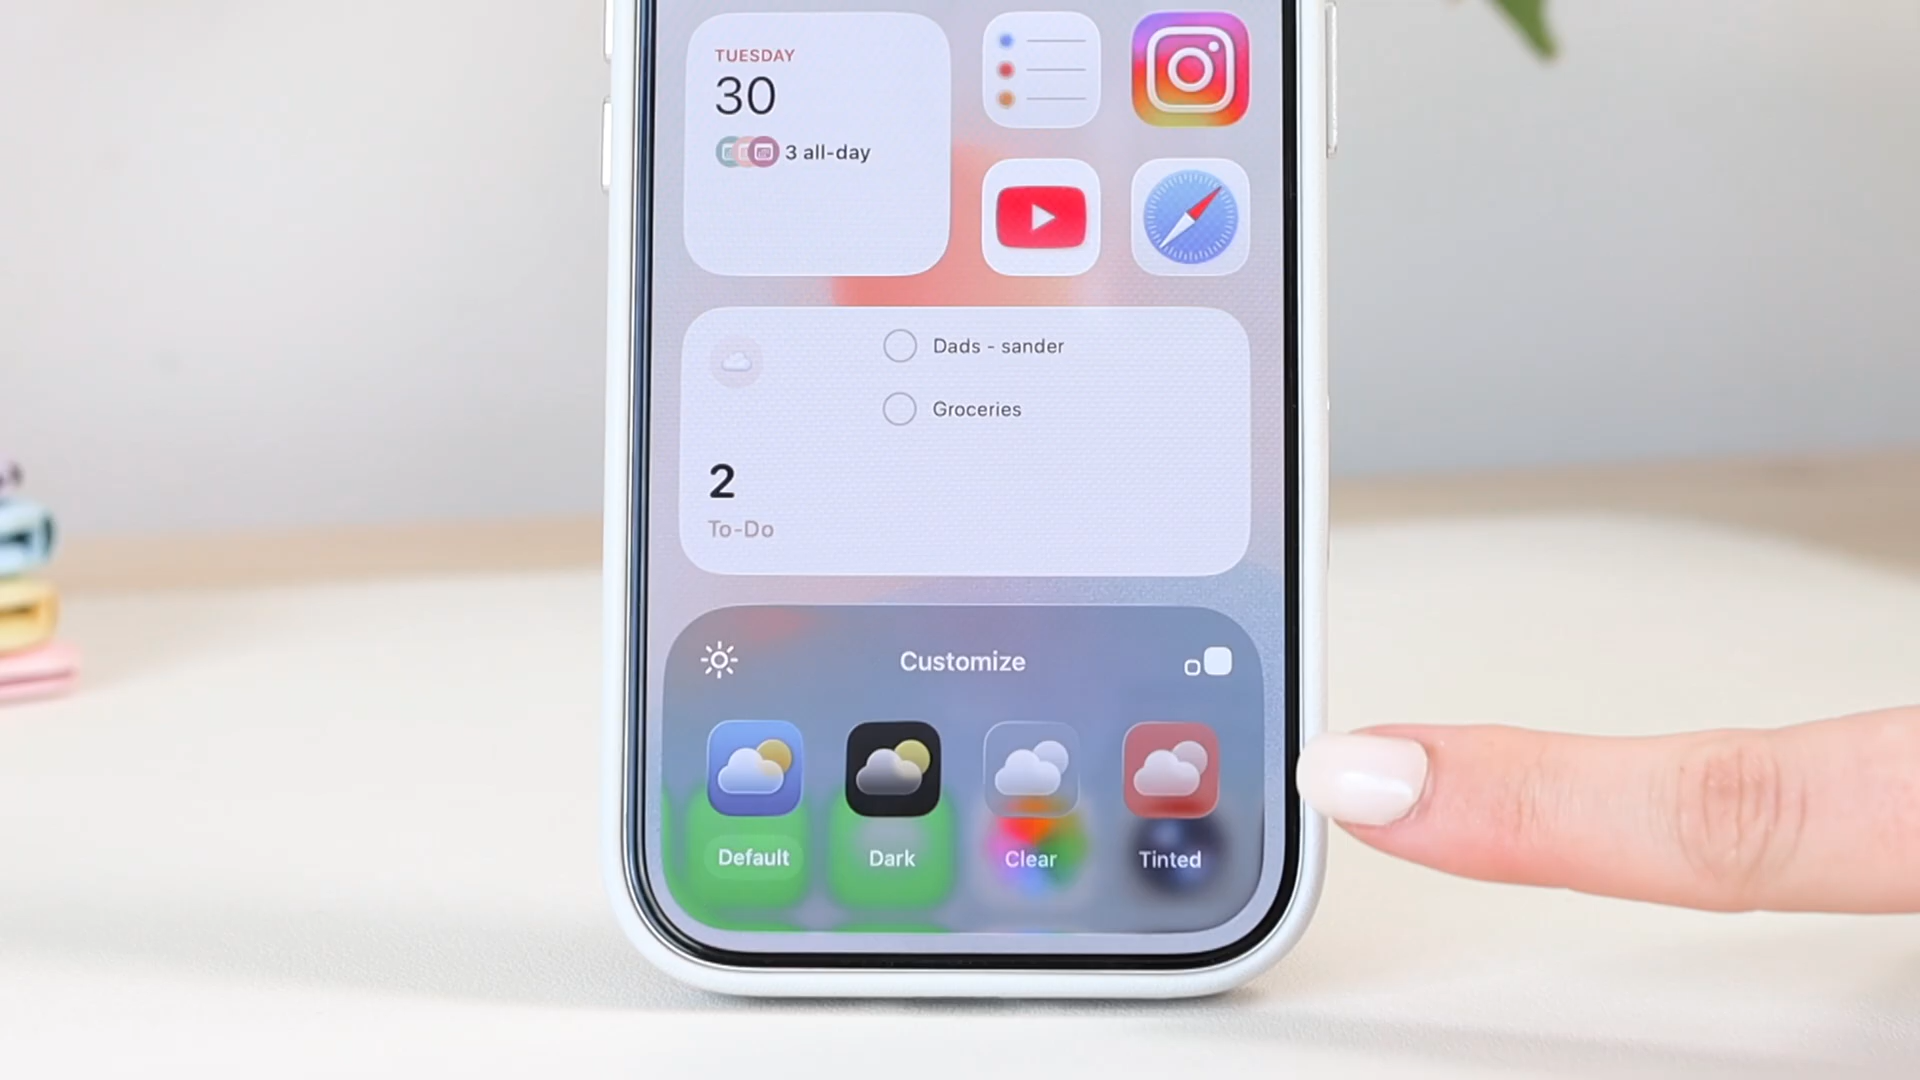 TUESDAY
30
3 all-day
Dads - sander
Groceries
2
To-Do
Customize
Default
Dark
Clear
Tinted